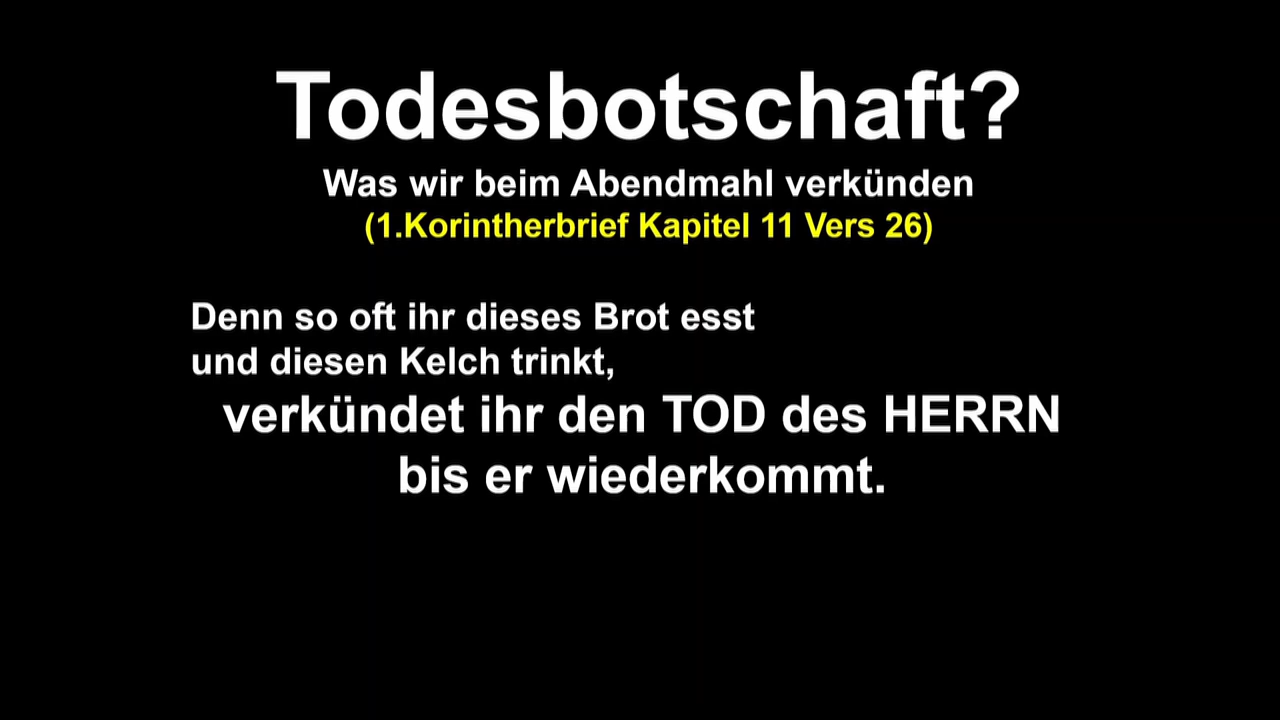 Todesbotschaft?
Was wir beim Abendmahl verkünden
(1.Korintherbrief Kapitel 11 Vers 26)
Denn so oft ihr dieses Brot esst
und diesen Kelch trinkt,
verkündet ihr den TOD des HERRN
bis er wiederkommt.